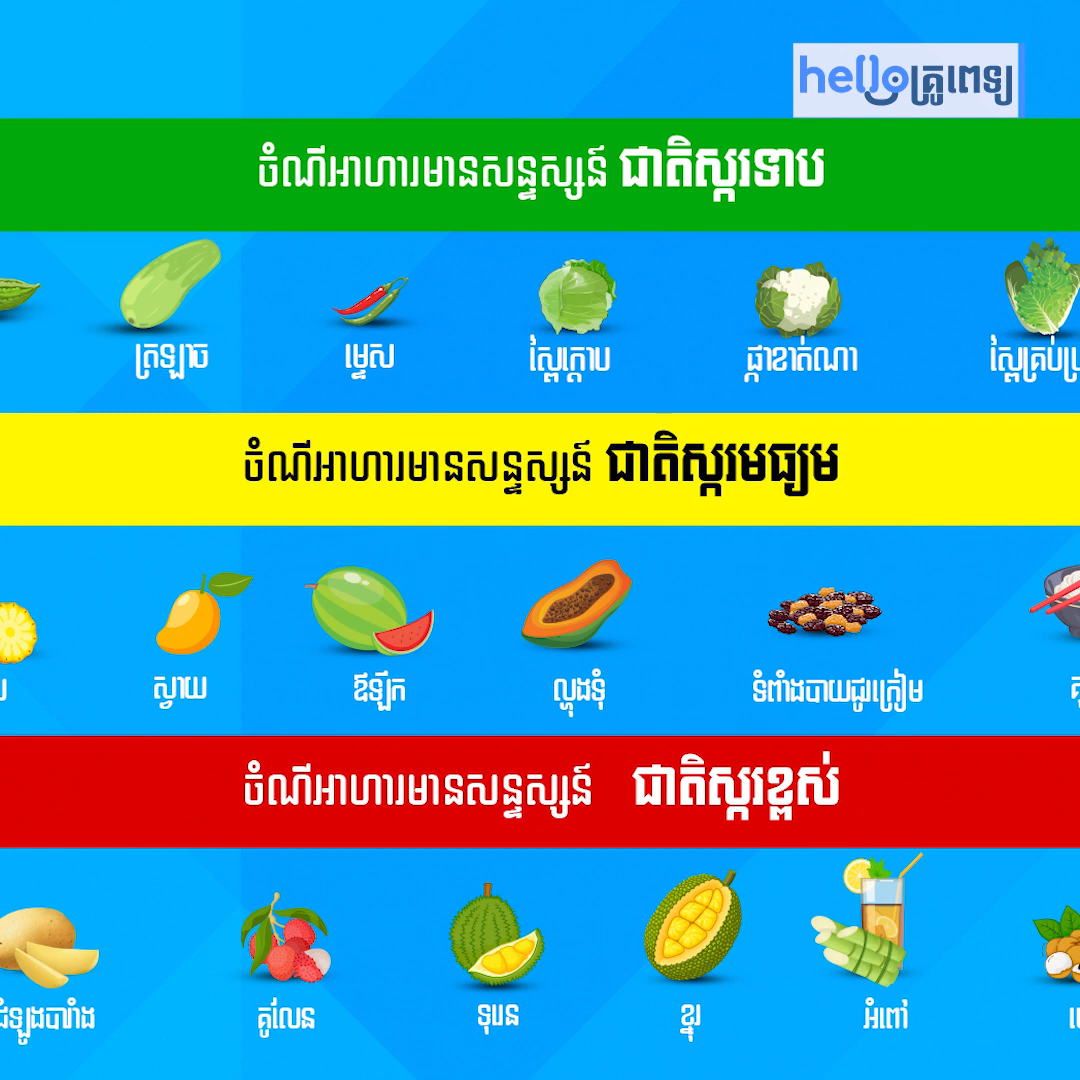 helloគ្រូពេទ្យ
ចំណីអាហារមានសន្ទស្សន៍ ជាតិស្ករទាប
ត្រឡាច ម្ទេស ស្ពៃក្ដោប ផ្កាខាត់ណា
ចំណីអាហារមានសន្ទស្សន៍ ជាតិស្ករមធ្យម
ស្វាយ ឪឡឹក ល្ហុងទុំ ទំពាំងបាយជូរក្រៀម
ចំណីអាហារមានសន្ទស្សន៍ ជាតិស្ករខ្ពស់
ដំឡូងបារាំង គូលែន ទុរេន ខ្នុរ អំពៅ